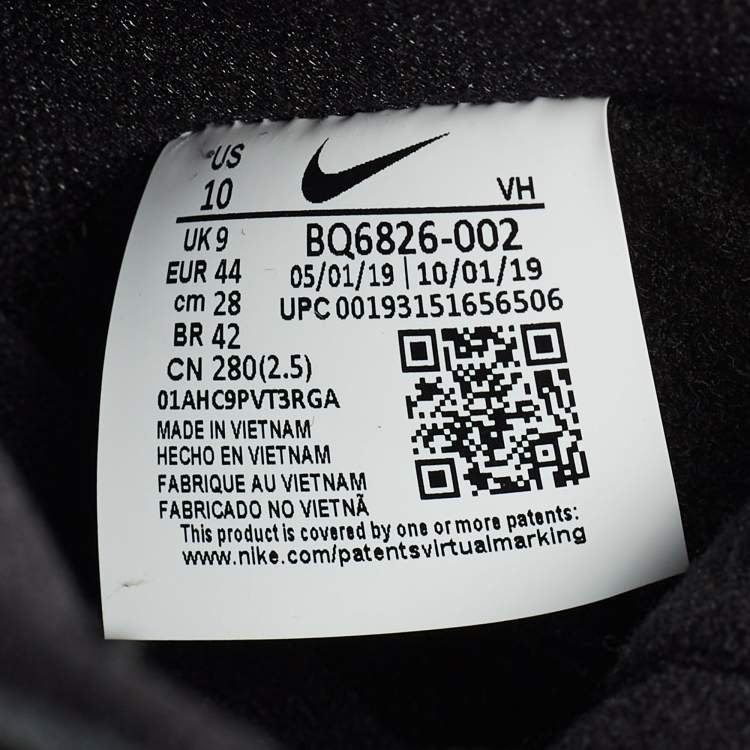 US
10 VH
UK 9 BQ6826-002
EUR 44 05/01/19 | 10/01/19
cm 28 UPC 00193151656506
BR 42
CN 280(2.5)
01AHC9PVT3RGA
MADE IN VIETNAM
HECHO EN VIETNAM
FABRIQUE AU VIETNAM
FABRICADO NO VIETNÃ
This product is covered by one or more patents:
www.nike.com/patentsvirtualmarking